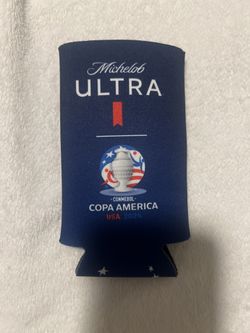 Michelob
ULTRA
CONMEBOL
COPA AMERICA
USA 2024